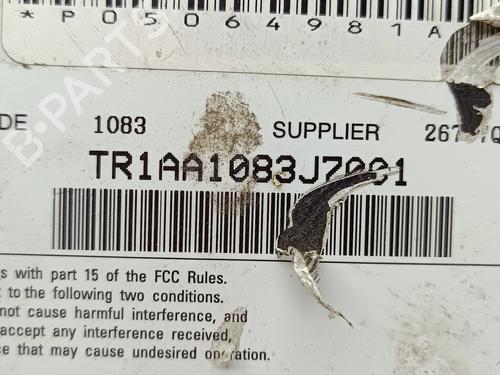 *P05064981A
DE 1083 SUPPLIER
TR1AA1083J7001
with part 15 of the FCC Rules.
to the following two conditions.
not cause harmful interference, and
accept any interference received,
that may cause undesired operation.
B-PARTS